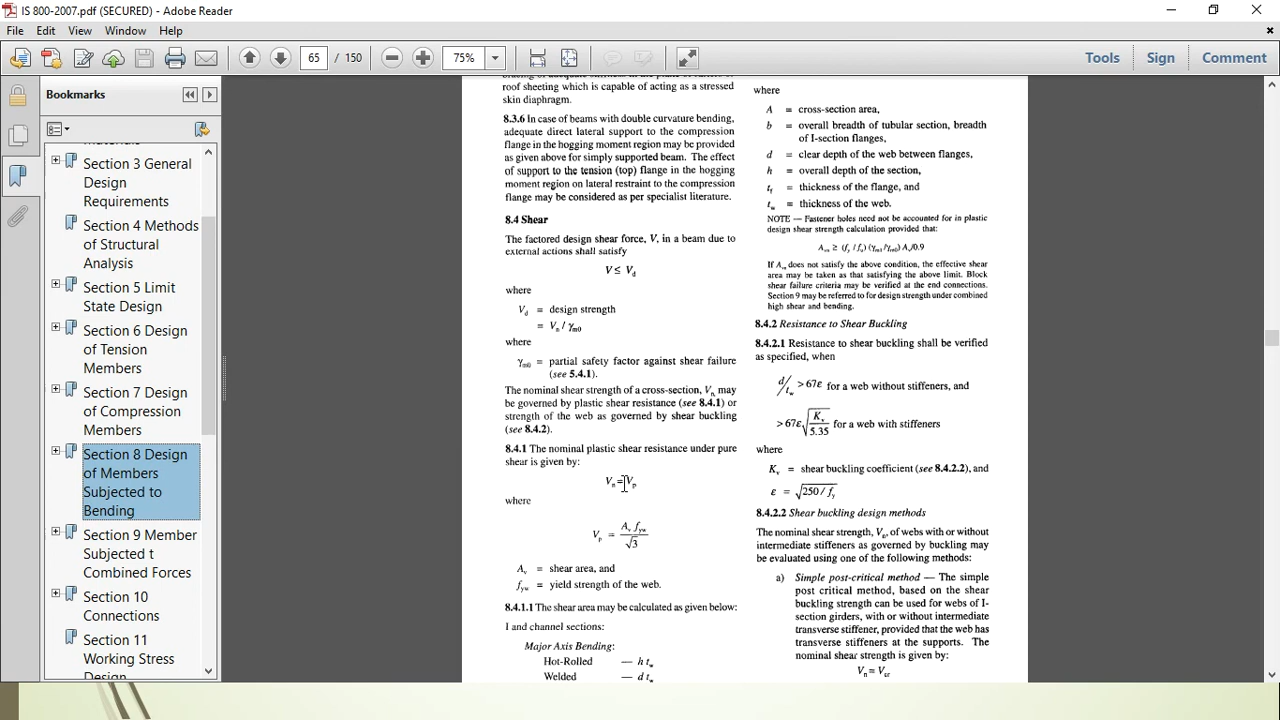 IS 800-2007.pdf (SECURED) - Adobe Reader
File Edit View Window Help
65 / 150 75% Tools Sign Comment
Bookmarks
Section 3 General
Design
Requirements
Section 4 Methods
of Structural
Analysis
Section 5 Limit
State Design
Section 6 Design
of Tension
Members
Section 7 Design
of Compression
Members
Section 8 Design
of Members
Subjected to
Bending
Section 9 Member
Subjected t
Combined Forces
Section 10
Connections
Section 11
Working Stress
Design
roof sheeting which is capable of acting as a stressed
skin diaphragm.
8.3.6 In case of beams with double curvature bending,
adequate direct lateral support to the compression
flange in the hogging moment region may be provided
as given above for simply supported beam. The effect
of support to the tension (top) flange in the hogging
moment region on lateral restraint to the compression
flange may be considered as per specialist literature.
8.4 Shear
The factored design shear force, V, in a beam due to
external actions shall satisfy
V ≤ Vd
where
Vd = design strength
= Vn / γm0
where
γm0 = partial safety factor against shear failure
(see 5.4.1).
The nominal shear strength of a cross-section, Vn may
be governed by plastic shear resistance (see 8.4.1) or
strength of the web as governed by shear buckling
(see 8.4.2).
8.4.1 The nominal plastic shear resistance under pure
shear is given by:
Vn = Vp
where
Vp = Av fyw / √3
Av = shear area, and
fyw = yield strength of the web.
8.4.1.1 The shear area may be calculated as given below:
I and channel sections:
Major Axis Bending:
Hot-Rolled — h tw
Welded — d tw
where
A = cross-section area,
b = overall breadth of tubular section, breadth
of I-section flanges,
d = clear depth of the web between flanges,
h = overall depth of the section,
tf = thickness of the flange, and
tw = thickness of the web.
NOTE — Fastener holes need not be accounted for in plastic
design shear strength calculation provided that:
Avn ≥ (fy / fu) (γm1 / γm0) Av/0.9
If Avn does not satisfy the above condition, the effective shear
area may be taken as that satisfying the above limit. Block
shear failure criteria may be verified at the end connections.
Section 9 may be referred to for design strength under combined
high shear and bending.
8.4.2 Resistance to Shear Buckling
8.4.2.1 Resistance to shear buckling shall be verified
as specified, when
d/tw > 67ε for a web without stiffeners, and
> 67ε √(Kv / 5.35) for a web with stiffeners
where
Kv = shear buckling coefficient (see 8.4.2.2), and
ε = √(250 / fy)
8.4.2.2 Shear buckling design methods
The nominal shear strength, Vn, of webs with or without
intermediate stiffeners as governed by buckling may
be evaluated using one of the following methods:
a) Simple post-critical method — The simple
post critical method, based on the shear
buckling strength can be used for webs of I-
section girders, with or without intermediate
transverse stiffener, provided that the web has
transverse stiffeners at the supports. The
nominal shear strength is given by:
Vn = Vcr